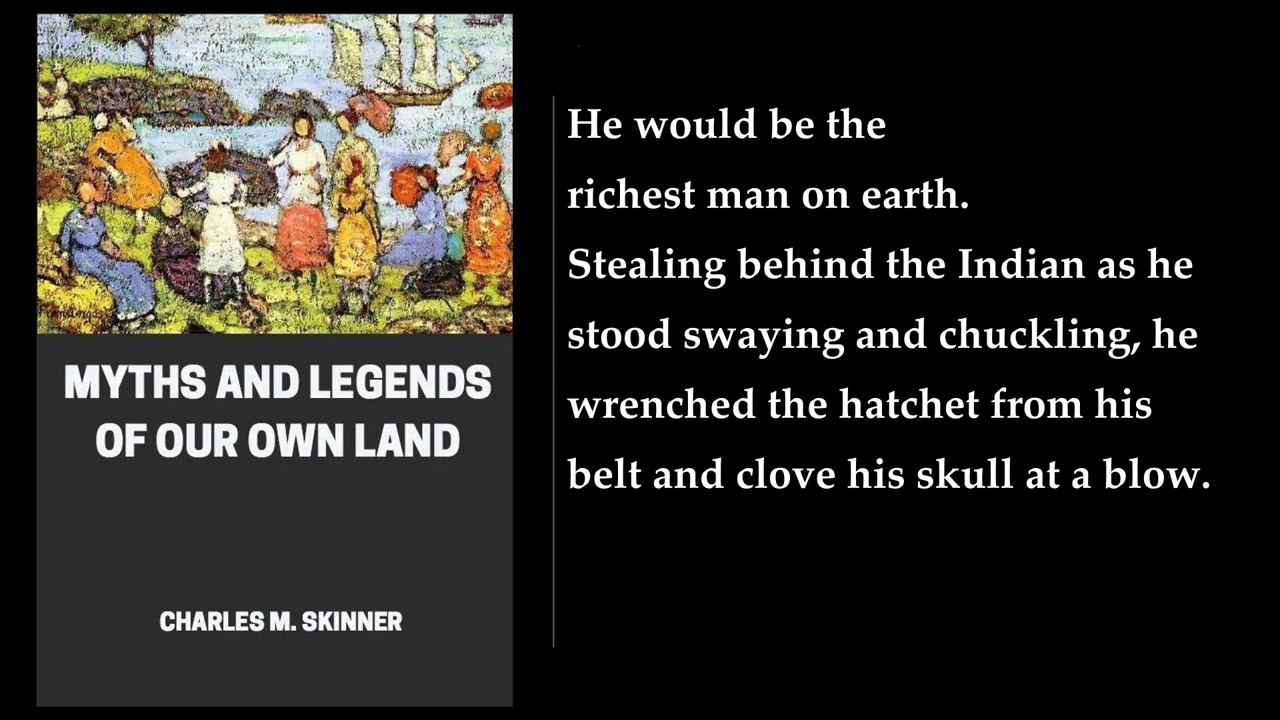 MYTHS AND LEGENDS
OF OUR OWN LAND
CHARLES M. SKINNER
He would be the
richest man on earth.
Stealing behind the Indian as he
stood swaying and chuckling, he
wrenched the hatchet from his
belt and clove his skull at a blow.